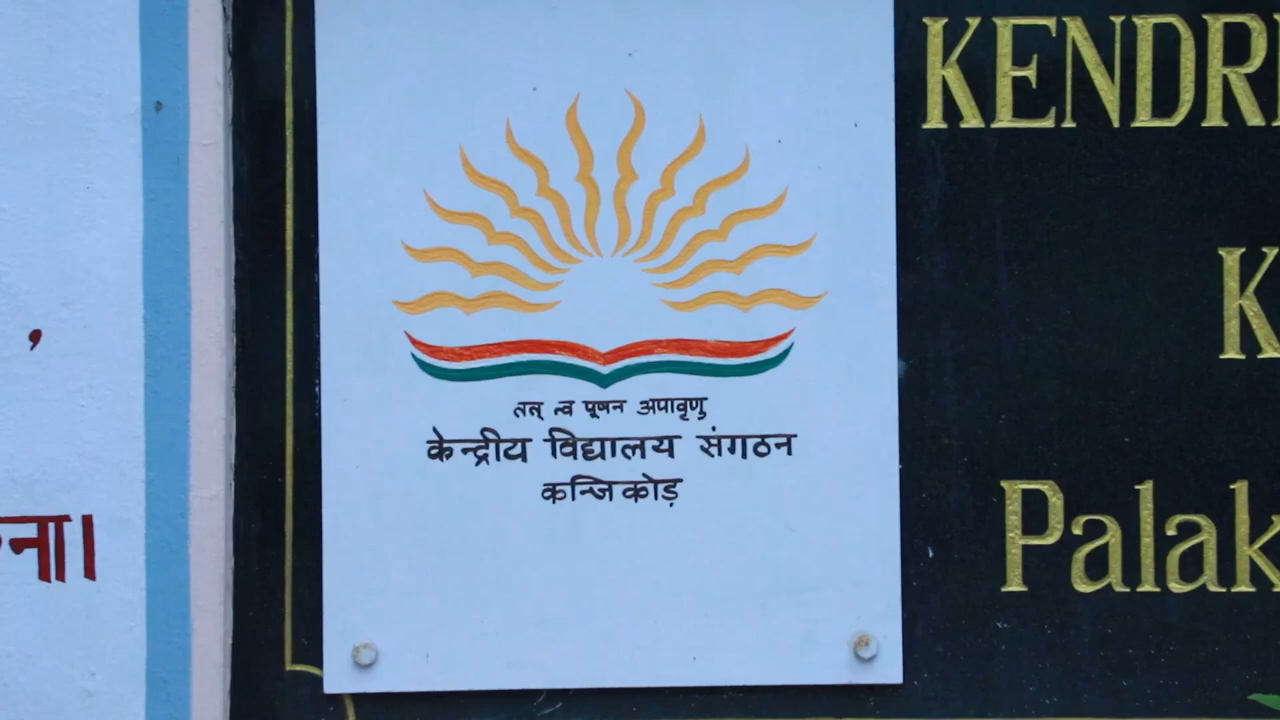 तत् त्व पूषन अपावृणु
केन्द्रीय विद्यालय संगठन
कन्जिकोड़
KENDRI
K
Palak
ना।